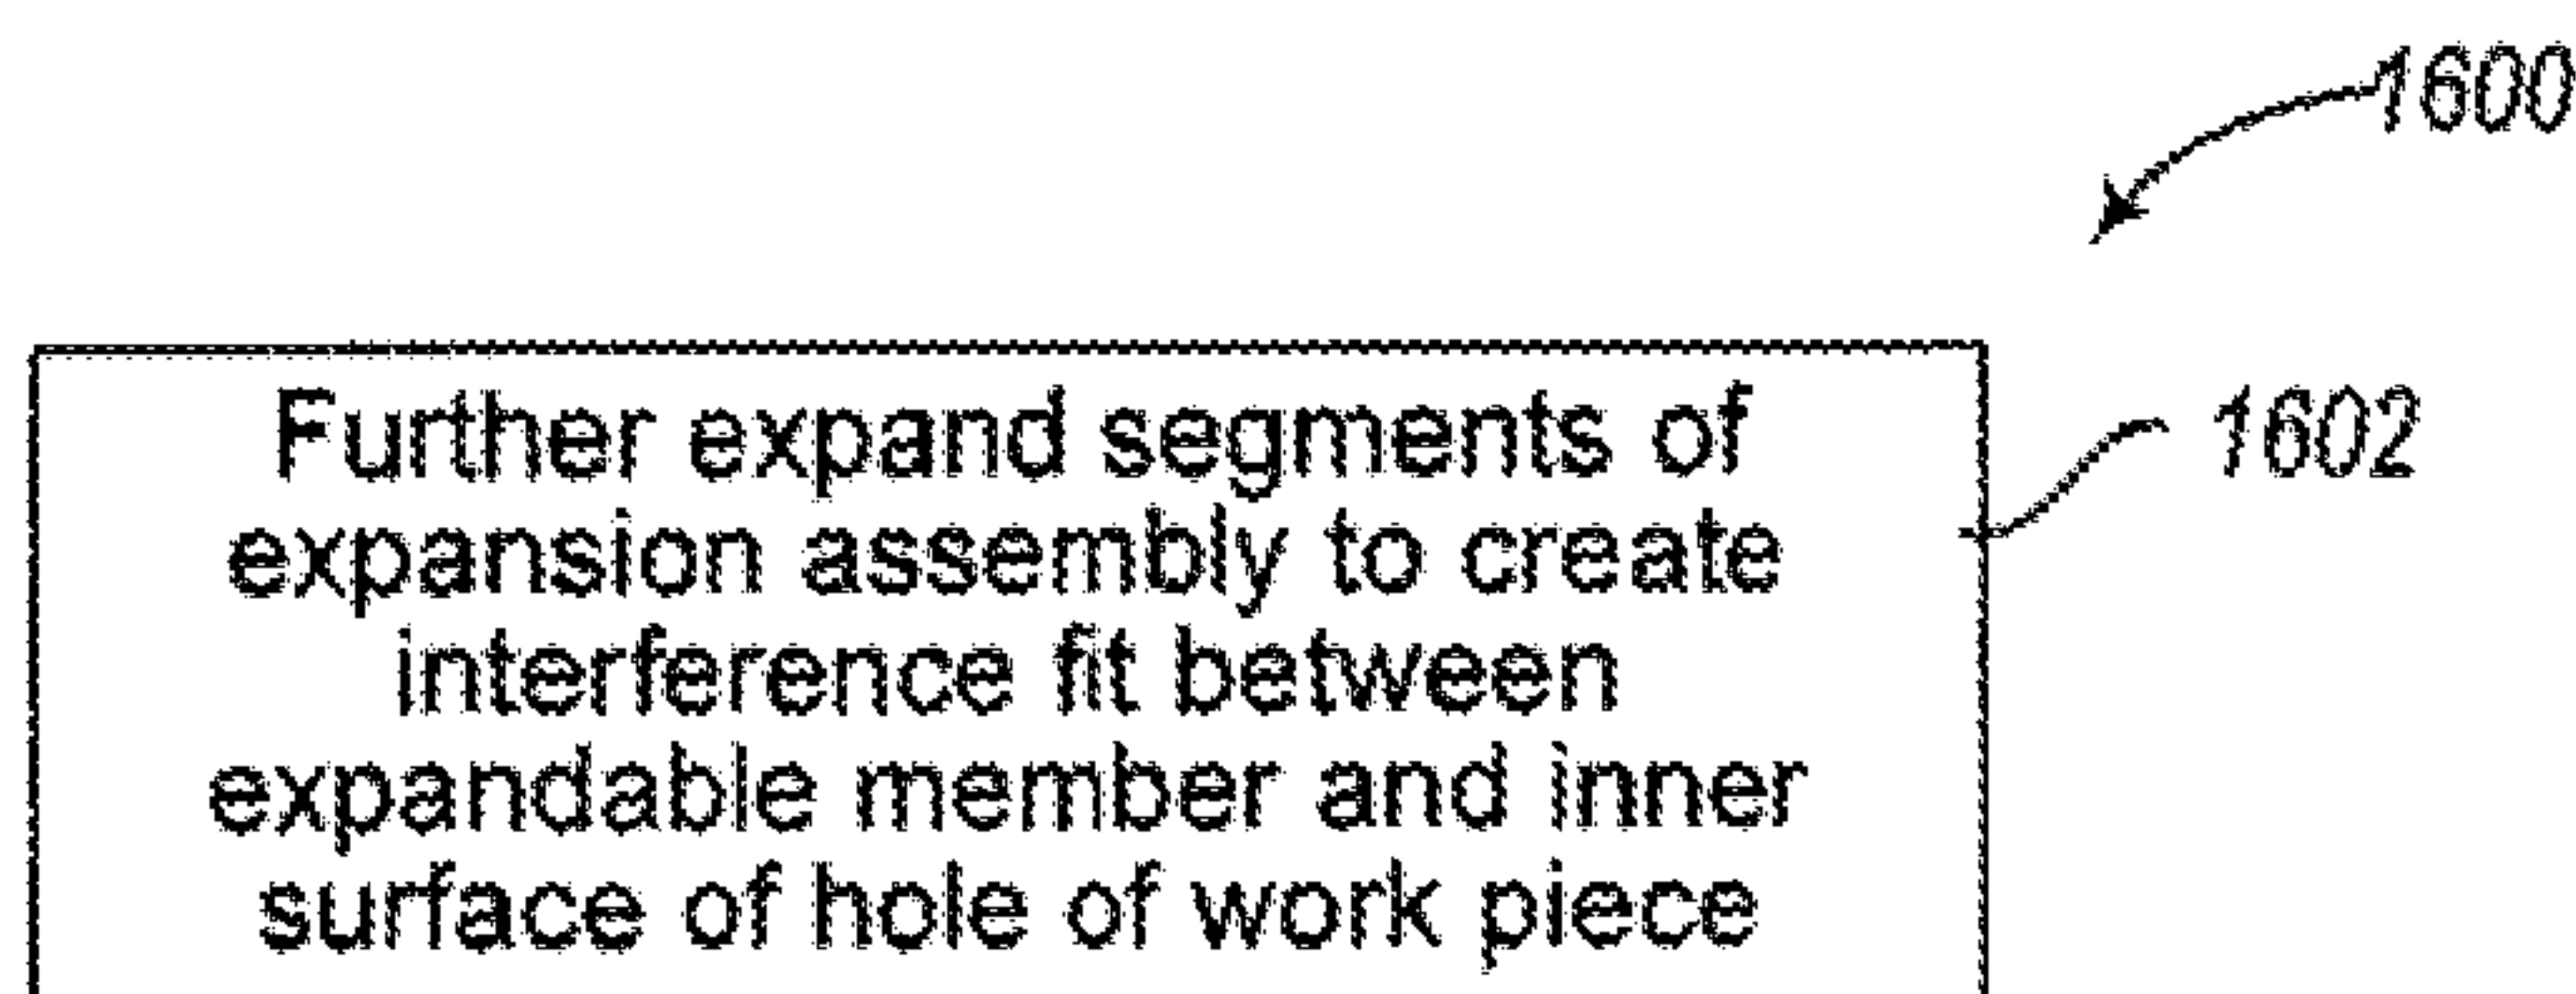 1600
Further expand segments of
1602
expansion assembly to create
interference fit between
expandable member and inner
surface of hole of work piece